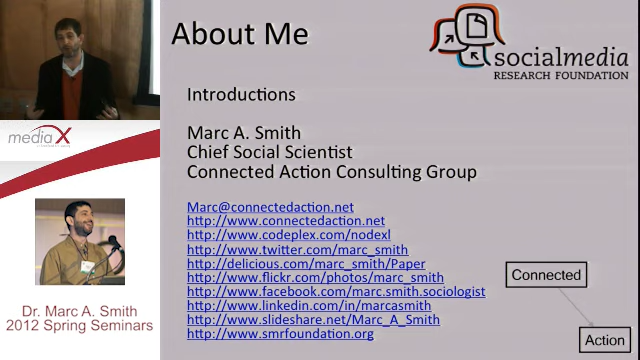 About Me
socialmedia
RESEARCH FOUNDATION
Introductions
Marc A. Smith
Chief Social Scientist
Connected Action Consulting Group
Marc@connectedaction.net
http://www.connectedaction.net
http://www.codeplex.com/nodexl
http://www.twitter.com/marc_smith
http://delicious.com/marc_smith/Paper
http://www.flickr.com/photos/marc_smith
http://www.facebook.com/marc.smith.sociologist
http://www.linkedin.com/in/marcasmith
http://www.slideshare.net/Marc_A_Smith
http://www.smrfoundation.org
Connected
Action
media X
Dr. Marc A. Smith
2012 Spring Seminars